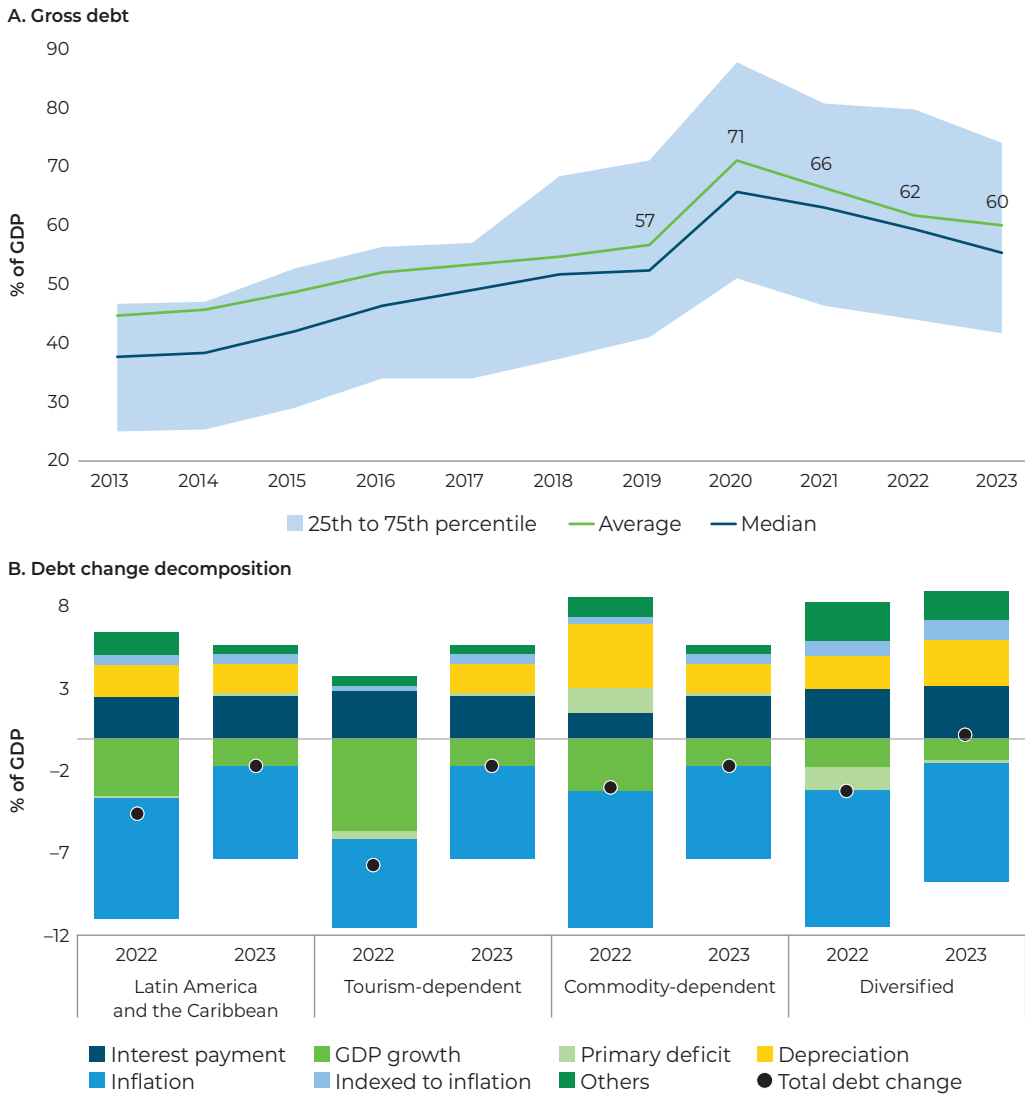 A. Gross debt
90
80
70
60
50
40
30
20
% of GDP
57
71
66
62
60
2013 2014 2015 2016 2017 2018 2019 2020 2021 2022 2023
25th to 75th percentile Average Median
B. Debt change decomposition
8
3
−2
−7
−12
% of GDP
2022 2023 2022 2023 2022 2023 2022 2023
Latin America Tourism-dependent Commodity-dependent Diversified
and the Caribbean
Interest payment GDP growth Primary deficit Depreciation
Inflation Indexed to inflation Others Total debt change